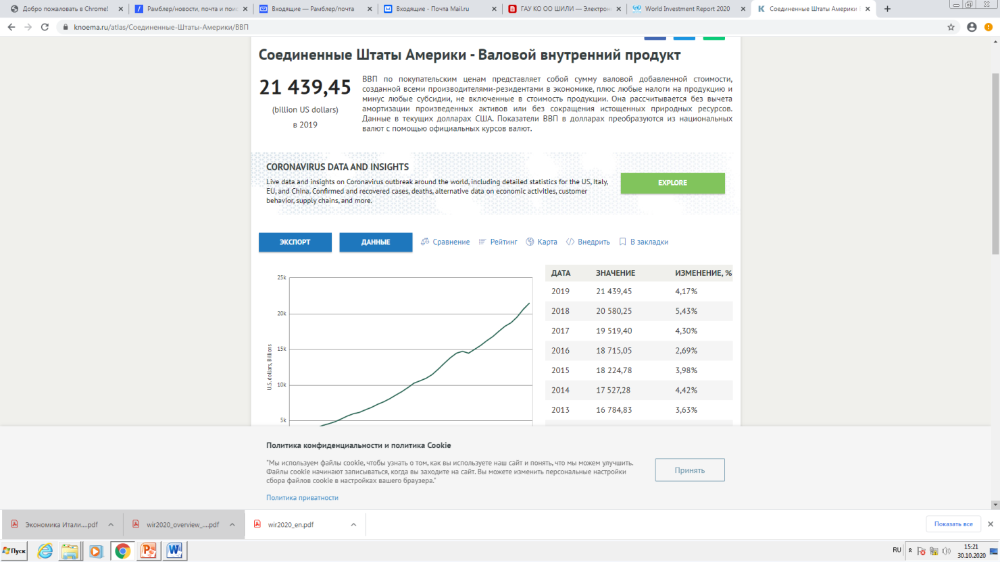 Добро пожаловать в Chrome!
Рамблер/новости, почта и пои
Входящие — Рамблер/почта
Входящие - Почта Mail.ru
ГАУ КО ОО ШИЛИ — Электрон
World Investment Report 2020
Соединенные Штаты Америки
knoema.ru/atlas/Соединенные-Штаты-Америки/ВВП
Соединенные Штаты Америки - Валовой внутренний продукт
21 439,45
(billion US dollars)
в 2019
ВВП по покупательским ценам представляет собой сумму валовой добавленной стоимости,
созданной всеми производителями-резидентами в экономике, плюс любые налоги на продукцию и
минус любые субсидии, не включенные в стоимость продукции. Она рассчитывается без вычета
амортизации произведенных активов или без сокращения истощенных природных ресурсов.
Данные в текущих долларах США. Показатели ВВП в долларах преобразуются из национальных
валют с помощью официальных курсов валют.
CORONAVIRUS DATA AND INSIGHTS
Live data and insights on Coronavirus outbreak around the world, including detailed statistics for the US, Italy,
EU, and China. Confirmed and recovered cases, deaths, alternative data on economic activities, customer
behavior, supply chains, and more.
EXPLORE
ЭКСПОРТ
ДАННЫЕ
Сравнение
Рейтинг
Карта
Внедрить
В закладки
25k
20k
15k
10k
5k
U.S. dollars, Billions
ДАТА ЗНАЧЕНИЕ ИЗМЕНЕНИЕ, %
2019 21 439,45 4,17%
2018 20 580,25 5,43%
2017 19 519,40 4,30%
2016 18 715,05 2,69%
2015 18 224,78 3,98%
2014 17 527,28 4,42%
2013 16 784,83 3,63%
Политика конфиденциальности и политика Cookie
"Мы используем файлы cookie, чтобы узнать о том, как вы используете наш сайт и понять, что мы можем улучшить.
Файлы cookie начинают записываться, когда вы заходите на сайт. Вы можете изменить персональные настройки
сбора файлов cookie в настройках вашего браузера."
Принять
Политика приватности
Экономика Итали....pdf
wir2020_overview_....pdf
wir2020_en.pdf
Показать все
Пуск
RU
15:21
30.10.2020